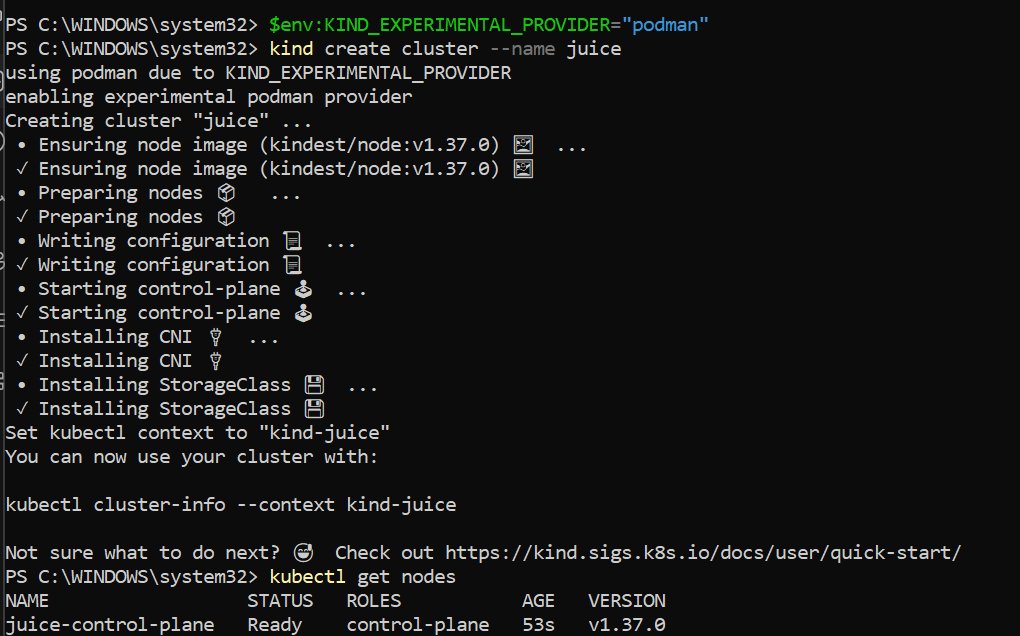 PS C:\WINDOWS\system32> $env:KIND_EXPERIMENTAL_PROVIDER="podman"
PS C:\WINDOWS\system32> kind create cluster --name juice
using podman due to KIND_EXPERIMENTAL_PROVIDER
enabling experimental podman provider
Creating cluster "juice" ...
• Ensuring node image (kindest/node:v1.37.0) 🖼 ...
✓ Ensuring node image (kindest/node:v1.37.0) 🖼
• Preparing nodes 📦 ...
✓ Preparing nodes 📦
• Writing configuration 📜 ...
✓ Writing configuration 📜
• Starting control-plane 🕹️ ...
✓ Starting control-plane 🕹️
• Installing CNI 🔌 ...
✓ Installing CNI 🔌
• Installing StorageClass 💾 ...
✓ Installing StorageClass 💾
Set kubectl context to "kind-juice"
You can now use your cluster with:

kubectl cluster-info --context kind-juice

Not sure what to do next? 😅 Check out https://kind.sigs.k8s.io/docs/user/quick-start/
PS C:\WINDOWS\system32> kubectl get nodes
NAME STATUS ROLES AGE VERSION
juice-control-plane Ready control-plane 53s v1.37.0